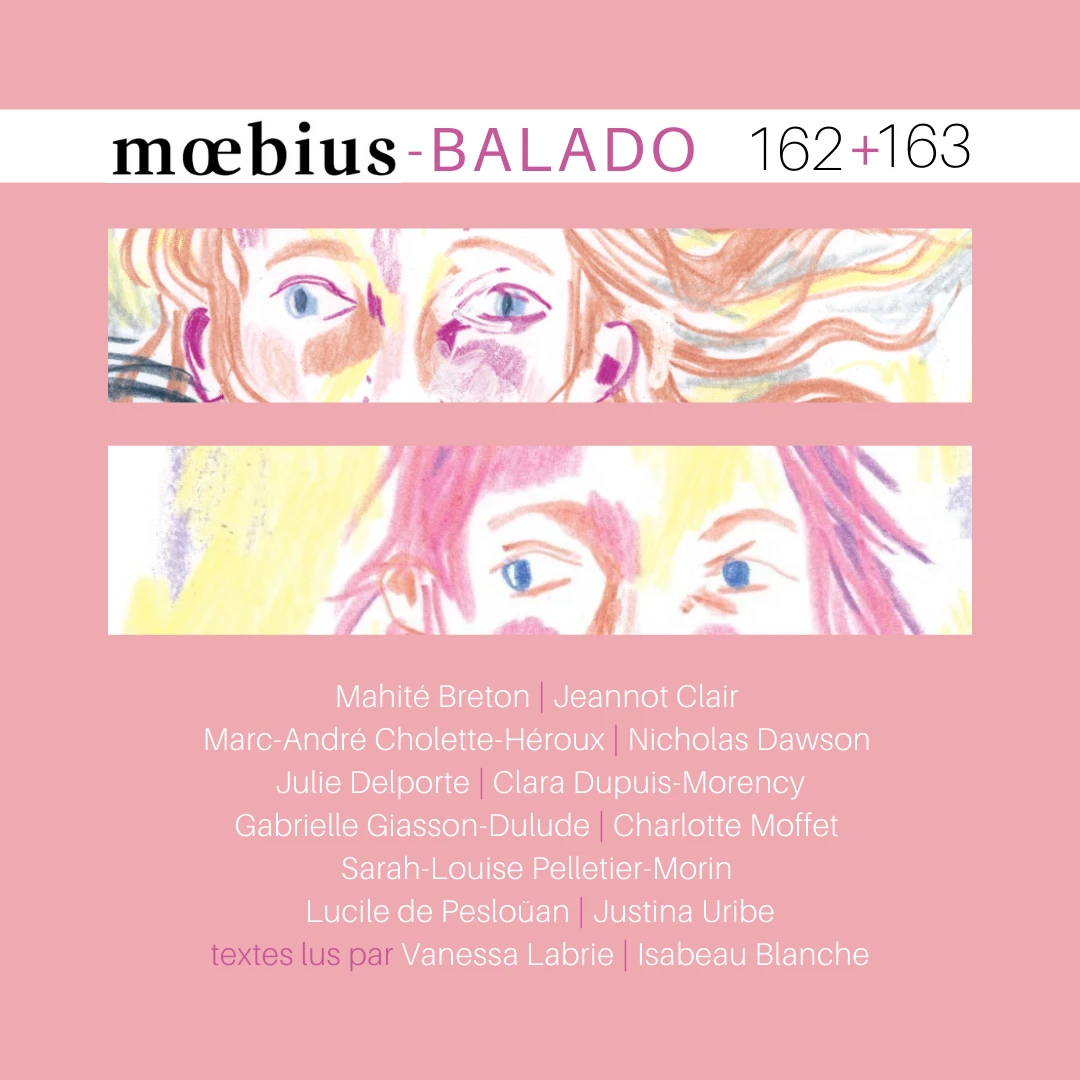 mœbius-BALADO 162+163
Mahité Breton | Jeannot Clair
Marc-André Cholette-Héroux | Nicholas Dawson
Julie Delporte | Clara Dupuis-Morency
Gabrielle Giasson-Dulude | Charlotte Moffet
Sarah-Louise Pelletier-Morin
Lucile de Pesloüan | Justina Uribe
textes lus par Vanessa Labrie | Isabeau Blanche